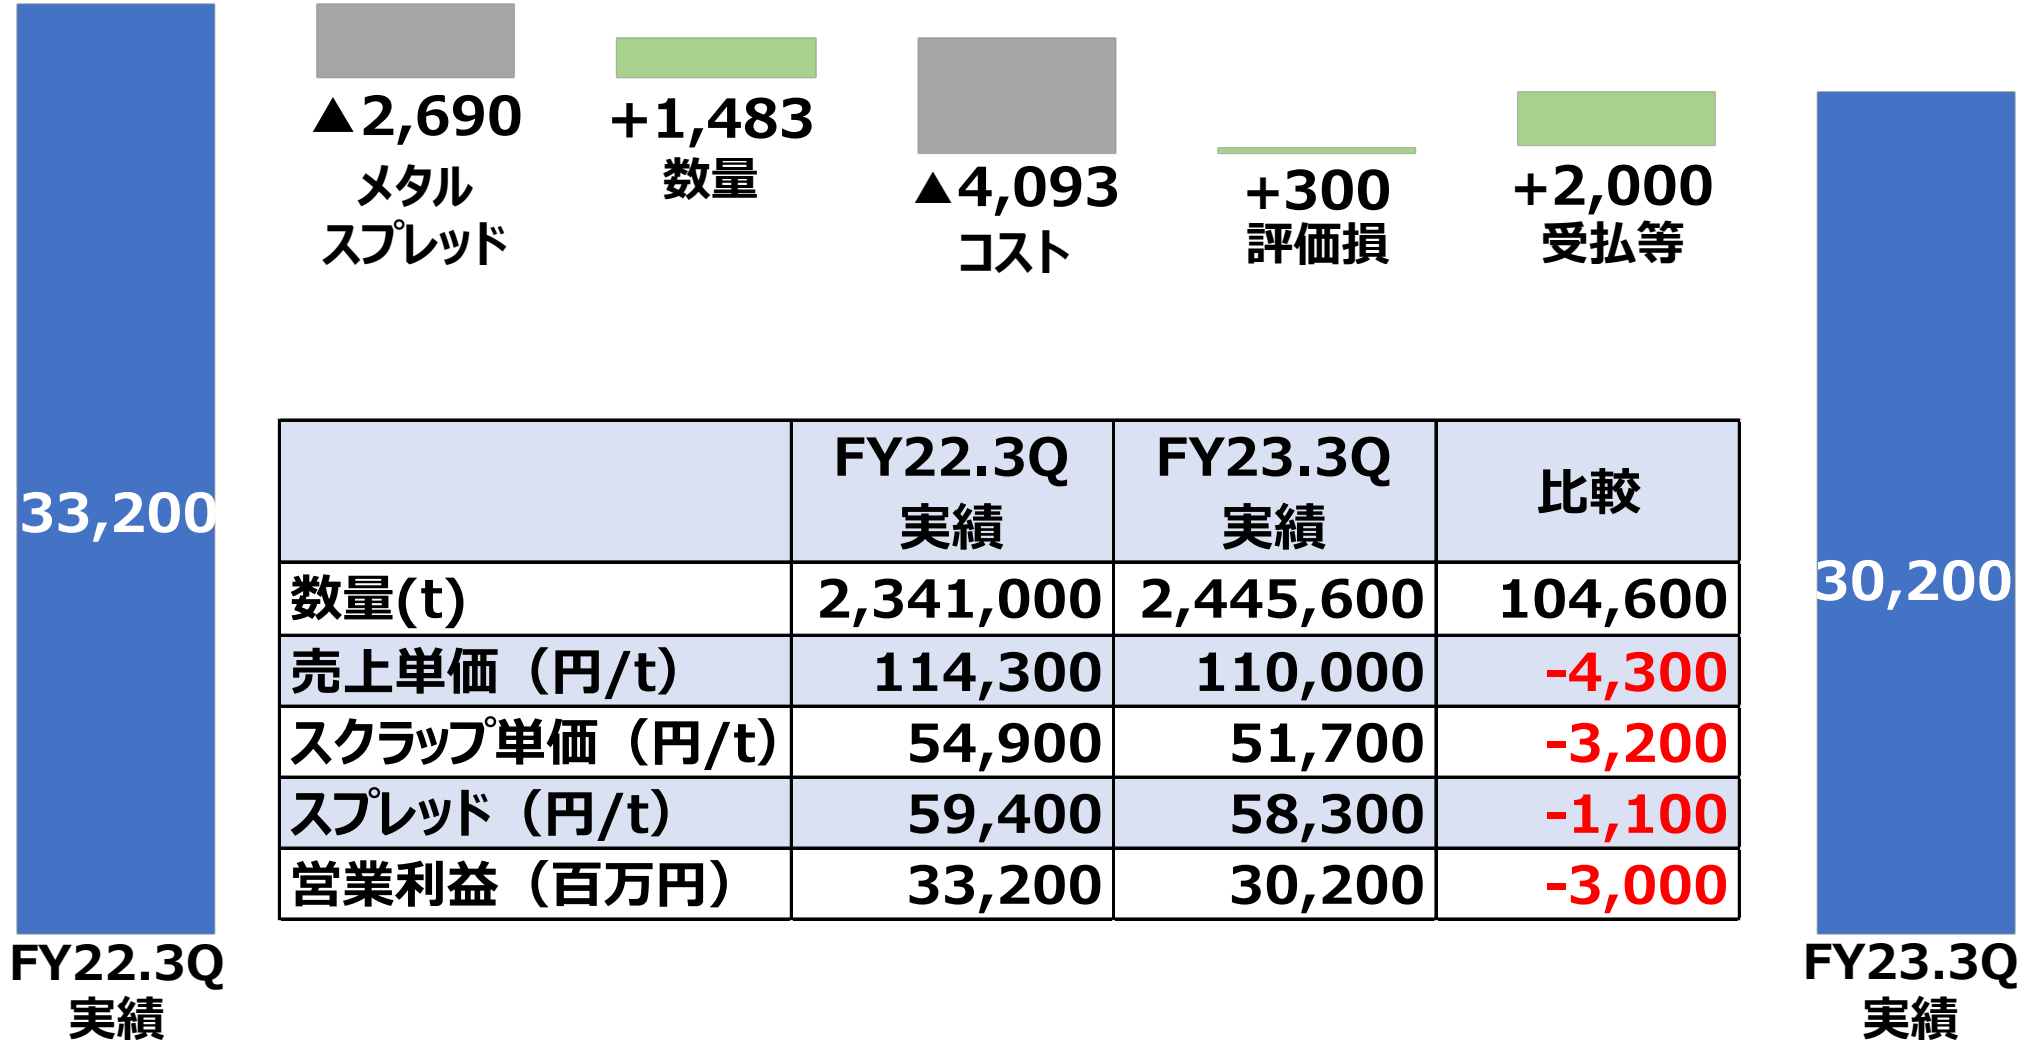 ▲2,690
メタル
スプレッド
+1,483
数量
▲4,093
コスト
+300
評価損
+2,000
受払等
33,200
FY22.3Q
実績
FY22.3Q 実績 FY23.3Q 実績 比較
数量(t) 2,341,000 2,445,600 104,600
売上単価（円/t） 114,300 110,000 -4,300
スクラップ単価（円/t） 54,900 51,700 -3,200
スプレッド（円/t） 59,400 58,300 -1,100
営業利益（百万円） 33,200 30,200 -3,000
30,200
FY23.3Q
実績